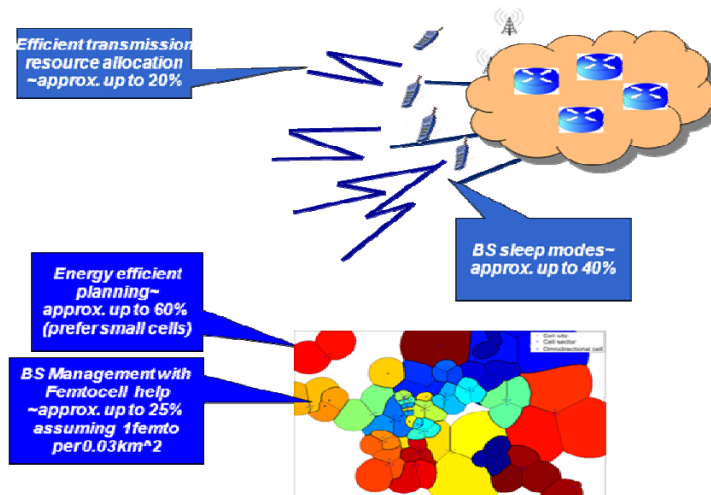 Efficient transmission
resource allocation
~approx. up to 20%
BS sleep modes~
approx. up to 40%
Energy efficient
planning~
approx. up to 60%
(prefer small cells)
BS Management with
Femtocell help
~approx. up to 25%
assuming 1femto
per 0.03km^2
Cell site
Cell sector
Omnidirectional cell